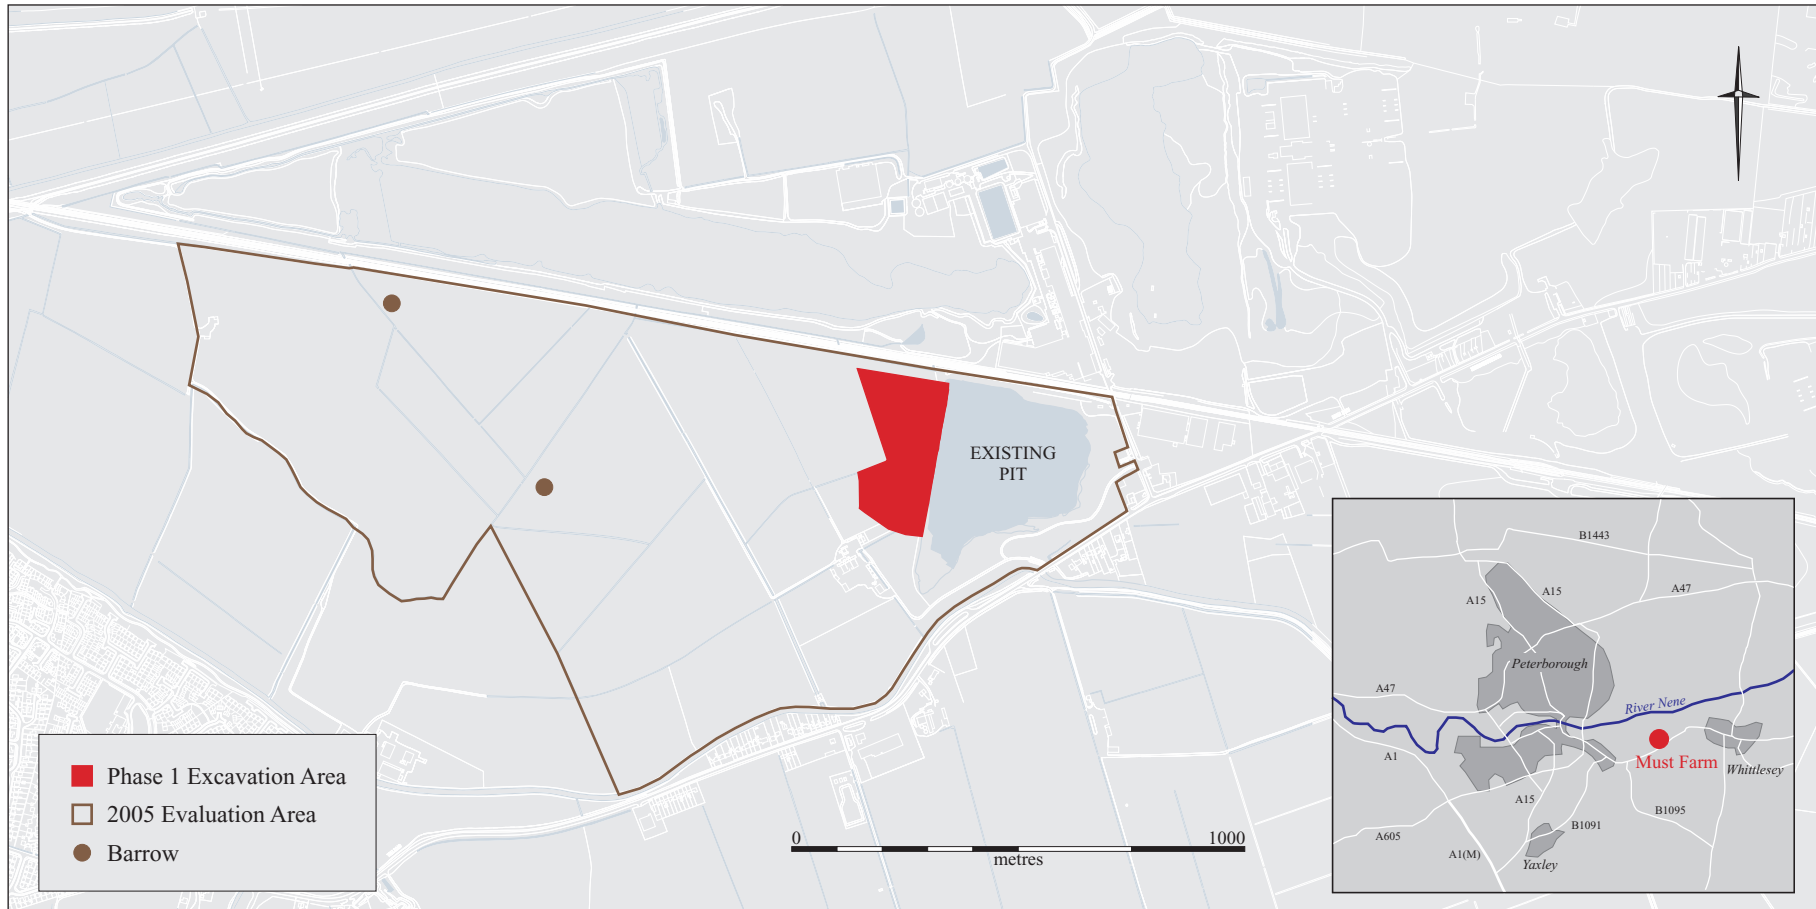 EXISTING
PIT
Phase 1 Excavation Area
2005 Evaluation Area
Barrow
0 1000
metres
B1443
A15
A15
A47
Peterborough
A47
River Nene
A1
Must Farm
Whittlesey
A15
B1095
A605
B1091
A1(M)
Yaxley